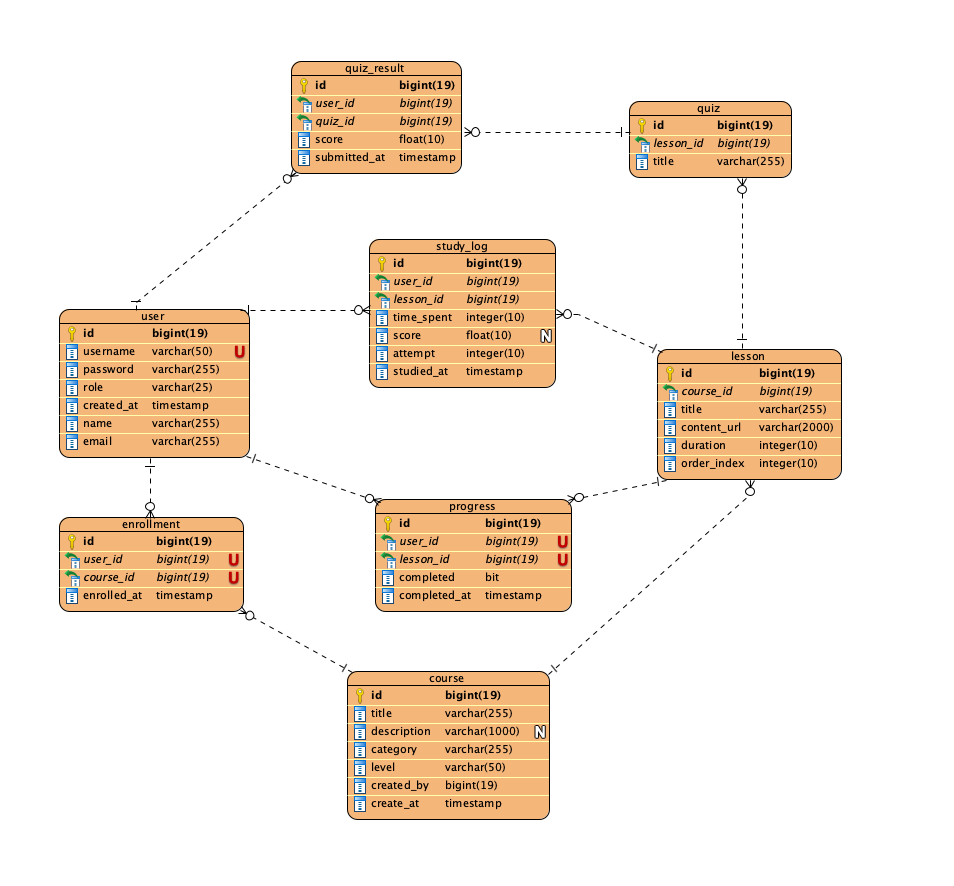 quiz_result
id bigint(19)
user_id bigint(19)
quiz_id bigint(19)
score float(10)
submitted_at timestamp
quiz
id bigint(19)
lesson_id bigint(19)
title varchar(255)
study_log
id bigint(19)
user_id bigint(19)
lesson_id bigint(19)
time_spent integer(10)
score float(10) N
attempt integer(10)
studied_at timestamp
user
id bigint(19)
username varchar(50) U
password varchar(255)
role varchar(25)
created_at timestamp
name varchar(255)
email varchar(255)
lesson
id bigint(19)
course_id bigint(19)
title varchar(255)
content_url varchar(2000)
duration integer(10)
order_index integer(10)
progress
id bigint(19)
user_id bigint(19) U
lesson_id bigint(19) U
completed bit
completed_at timestamp
enrollment
id bigint(19)
user_id bigint(19) U
course_id bigint(19) U
enrolled_at timestamp
course
id bigint(19)
title varchar(255)
description varchar(1000) N
category varchar(255)
level varchar(50)
created_by bigint(19)
create_at timestamp